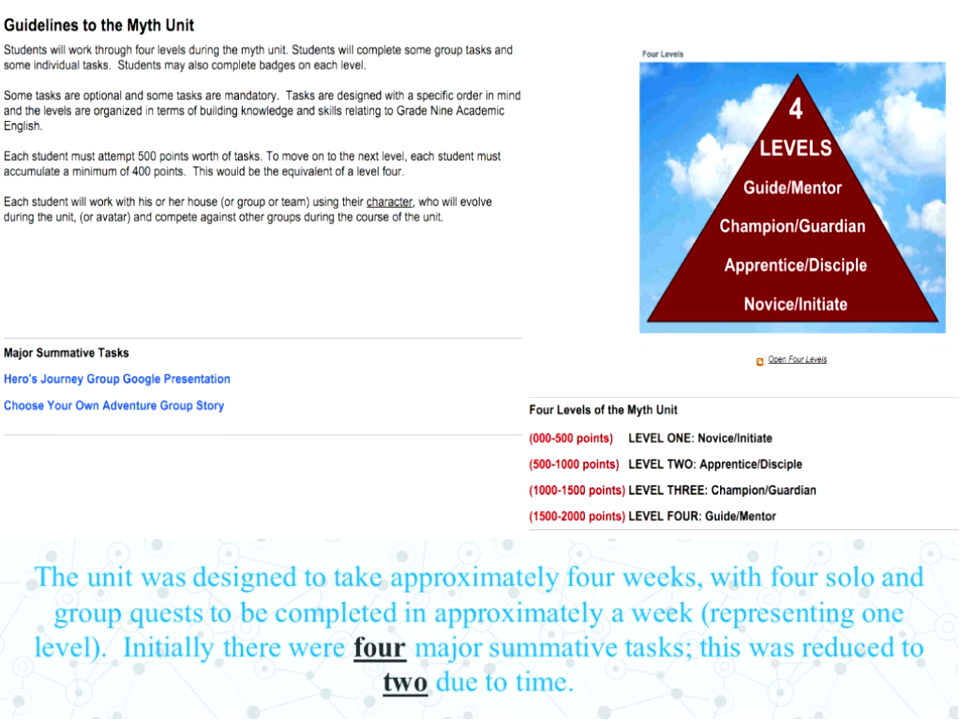 Guidelines to the Myth Unit
Students will work through four levels during the myth unit. Students will complete some group tasks and
some individual tasks.  Students may also complete badges on each level.
Some tasks are optional and some tasks are mandatory.  Tasks are designed with a specific order in mind
and the levels are organized in terms of building knowledge and skills relating to Grade Nine Academic
English.
Each student must attempt 500 points worth of tasks. To move on to the next level, each student must
accumulate a minimum of 400 points.  This would be the equivalent of a level four.
Each student will work with his or her house (or group or team) using their character, who will evolve
during the unit, (or avatar) and compete against other groups during the course of the unit.
Major Summative Tasks
Hero's Journey Group Google Presentation
Choose Your Own Adventure Group Story
Four Levels
4
LEVELS
Guide/Mentor
Champion/Guardian
Apprentice/Disciple
Novice/Initiate
Open Four Levels
Four Levels of the Myth Unit
(000-500 points) LEVEL ONE: Novice/Initiate
(500-1000 points) LEVEL TWO: Apprentice/Disciple
(1000-1500 points) LEVEL THREE: Champion/Guardian
(1500-2000 points) LEVEL FOUR: Guide/Mentor
The unit was designed to take approximately four weeks, with four solo and
group quests to be completed in approximately a week (representing one
level).  Initially there were four major summative tasks; this was reduced to
two due to time.